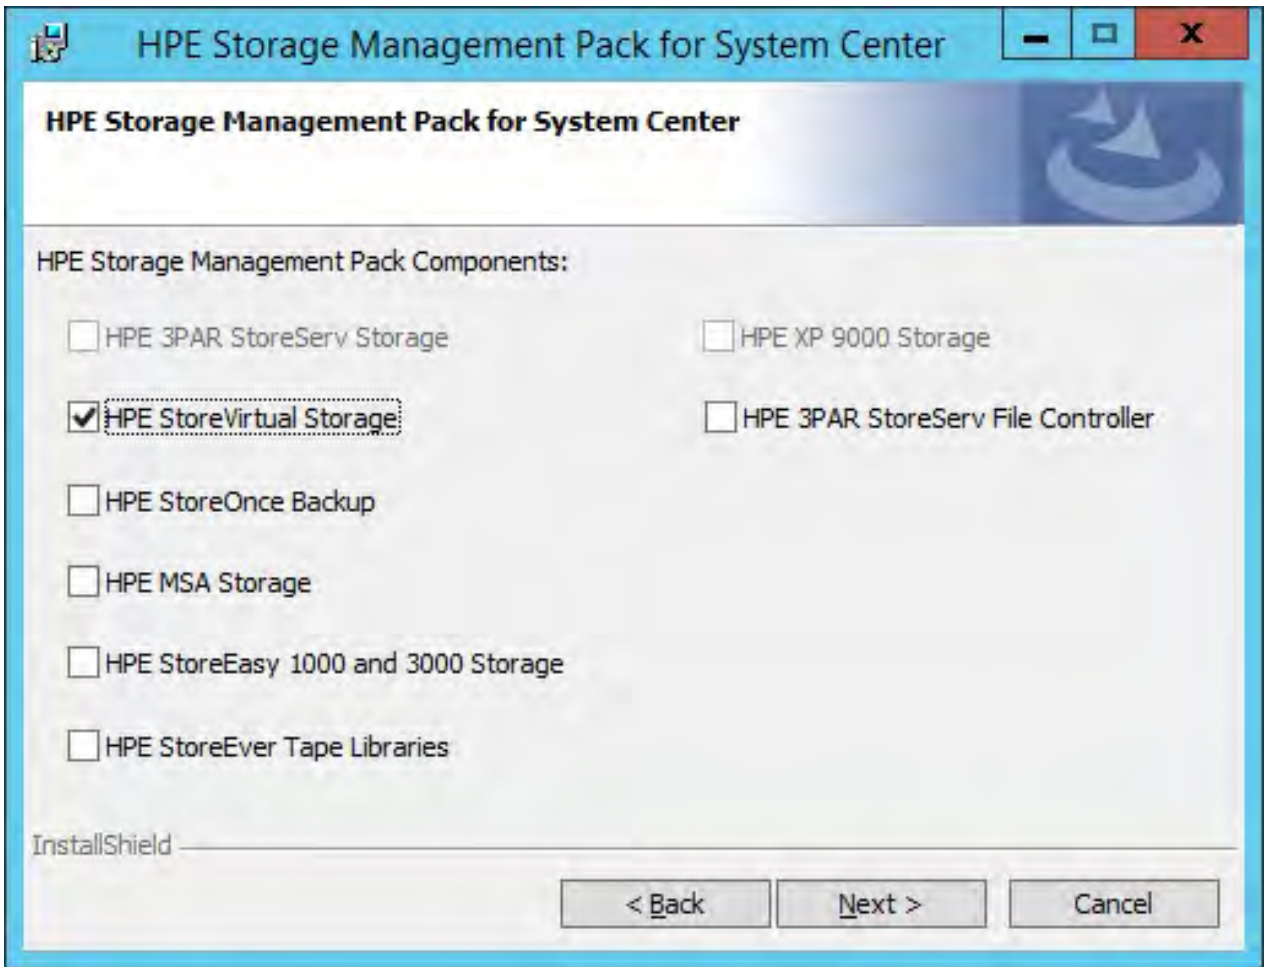 HPE Storage Management Pack for System Center
HPE Storage Management Pack for System Center
HPE Storage Management Pack Components:
HPE 3PAR StoreServ Storage
HPE XP 9000 Storage
HPE StoreVirtual Storage
HPE 3PAR StoreServ File Controller
HPE StoreOnce Backup
HPE MSA Storage
HPE StoreEasy 1000 and 3000 Storage
HPE StoreEver Tape Libraries
InstallShield
< Back
Next >
Cancel